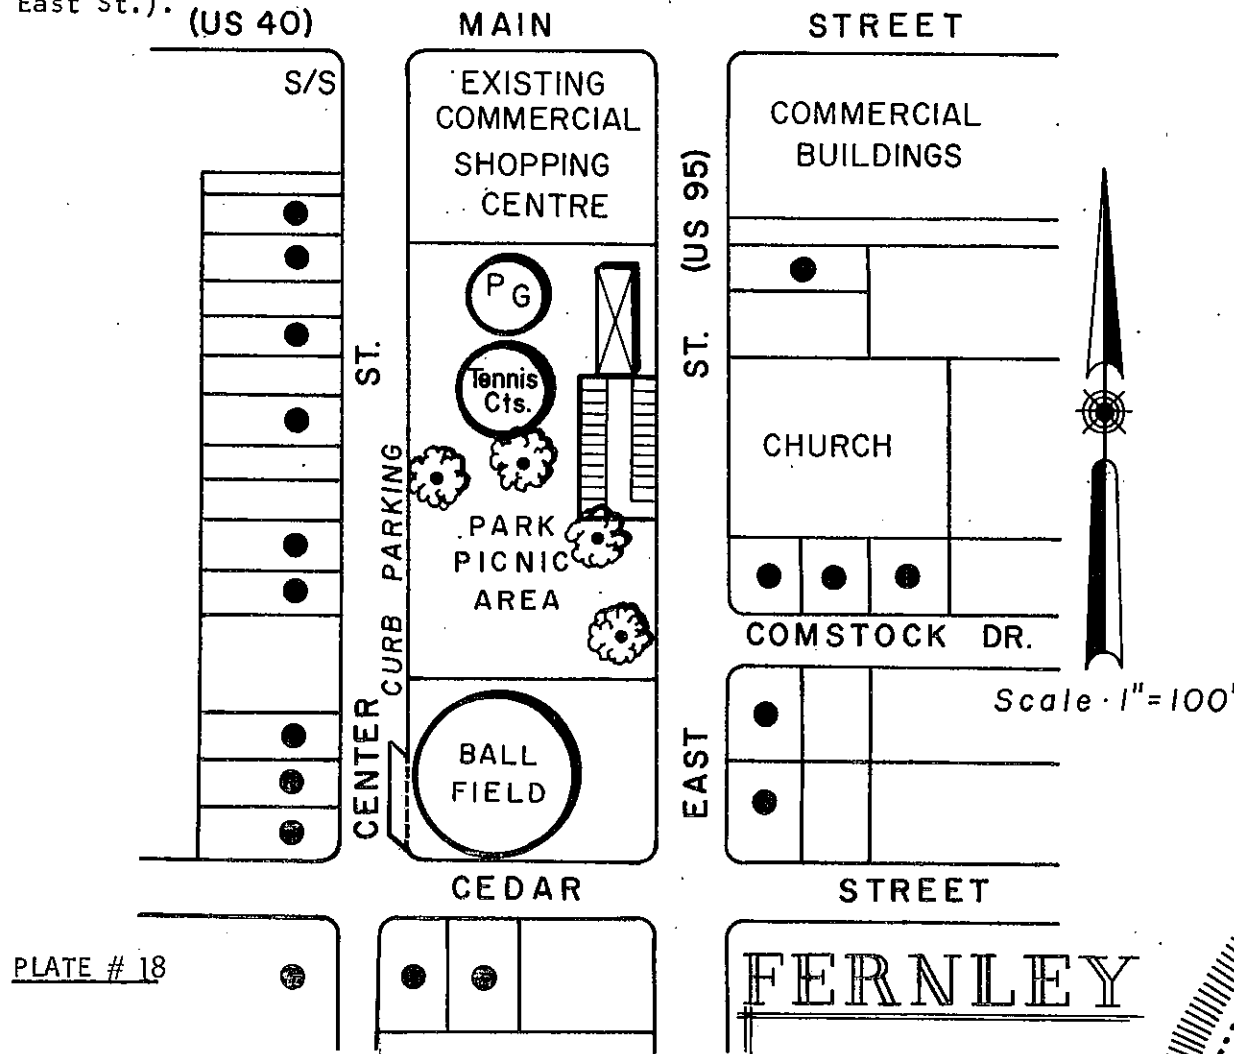 East St.).
(US 40) MAIN STREET
S/S
EXISTING
COMMERCIAL
SHOPPING
CENTRE
COMMERCIAL
BUILDINGS
ST. (US 95)
P G
ST.
Tennis
Cts.
CHURCH
CURB PARKING
PARK
PICNIC
AREA
COMSTOCK DR.
Scale · 1"=100'
CENTER
BALL
FIELD
EAST
CEDAR STREET
PLATE # 18
FERNLEY